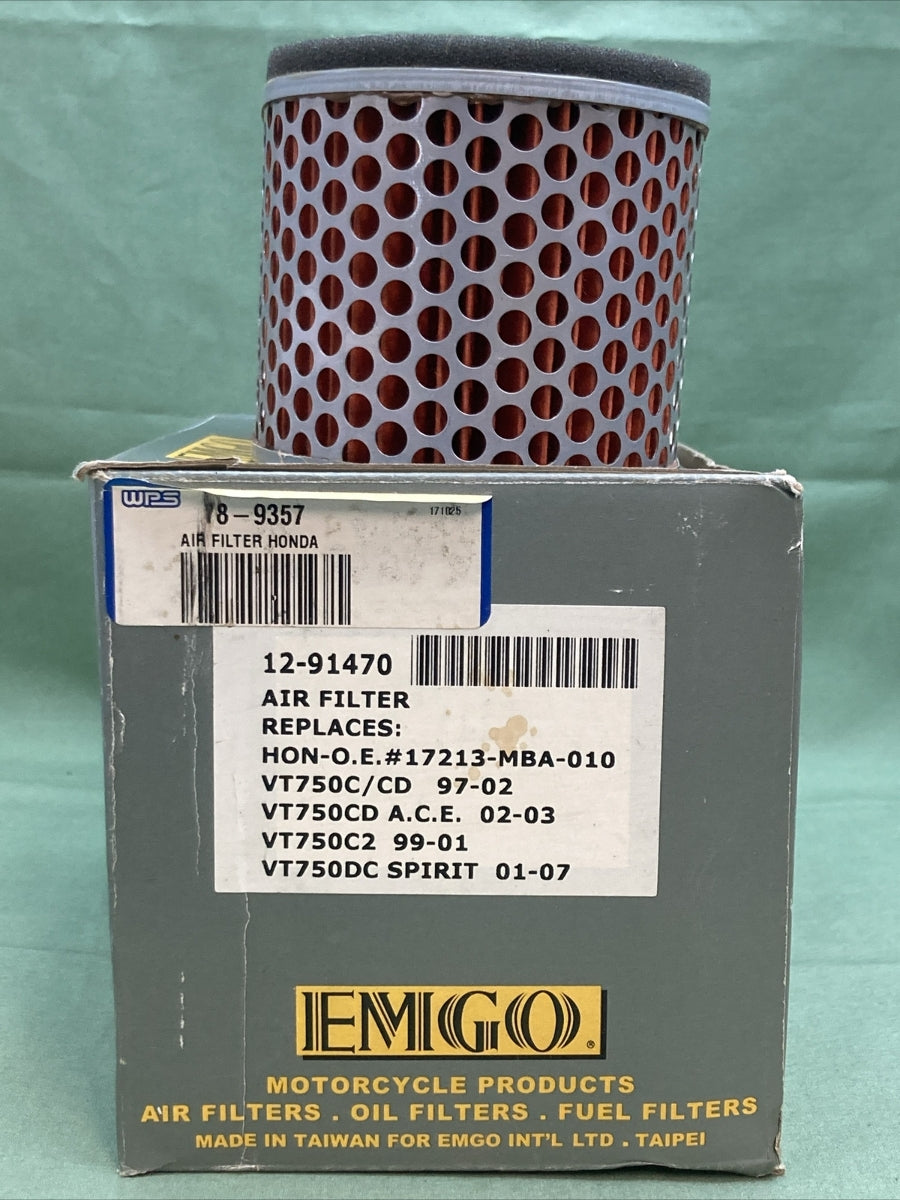 WPS
8-9357
171025
AIR FILTER HONDA
12-91470
AIR FILTER
REPLACES:
HON-O.E.#17213-MBA-010
VT750C/CD 97-02
VT750CD A.C.E. 02-03
VT750C2 99-01
VT750DC SPIRIT 01-07
EMGO®
MOTORCYCLE PRODUCTS
AIR FILTERS . OIL FILTERS . FUEL FILTERS
MADE IN TAIWAN FOR EMGO INT'L LTD . TAIPEI